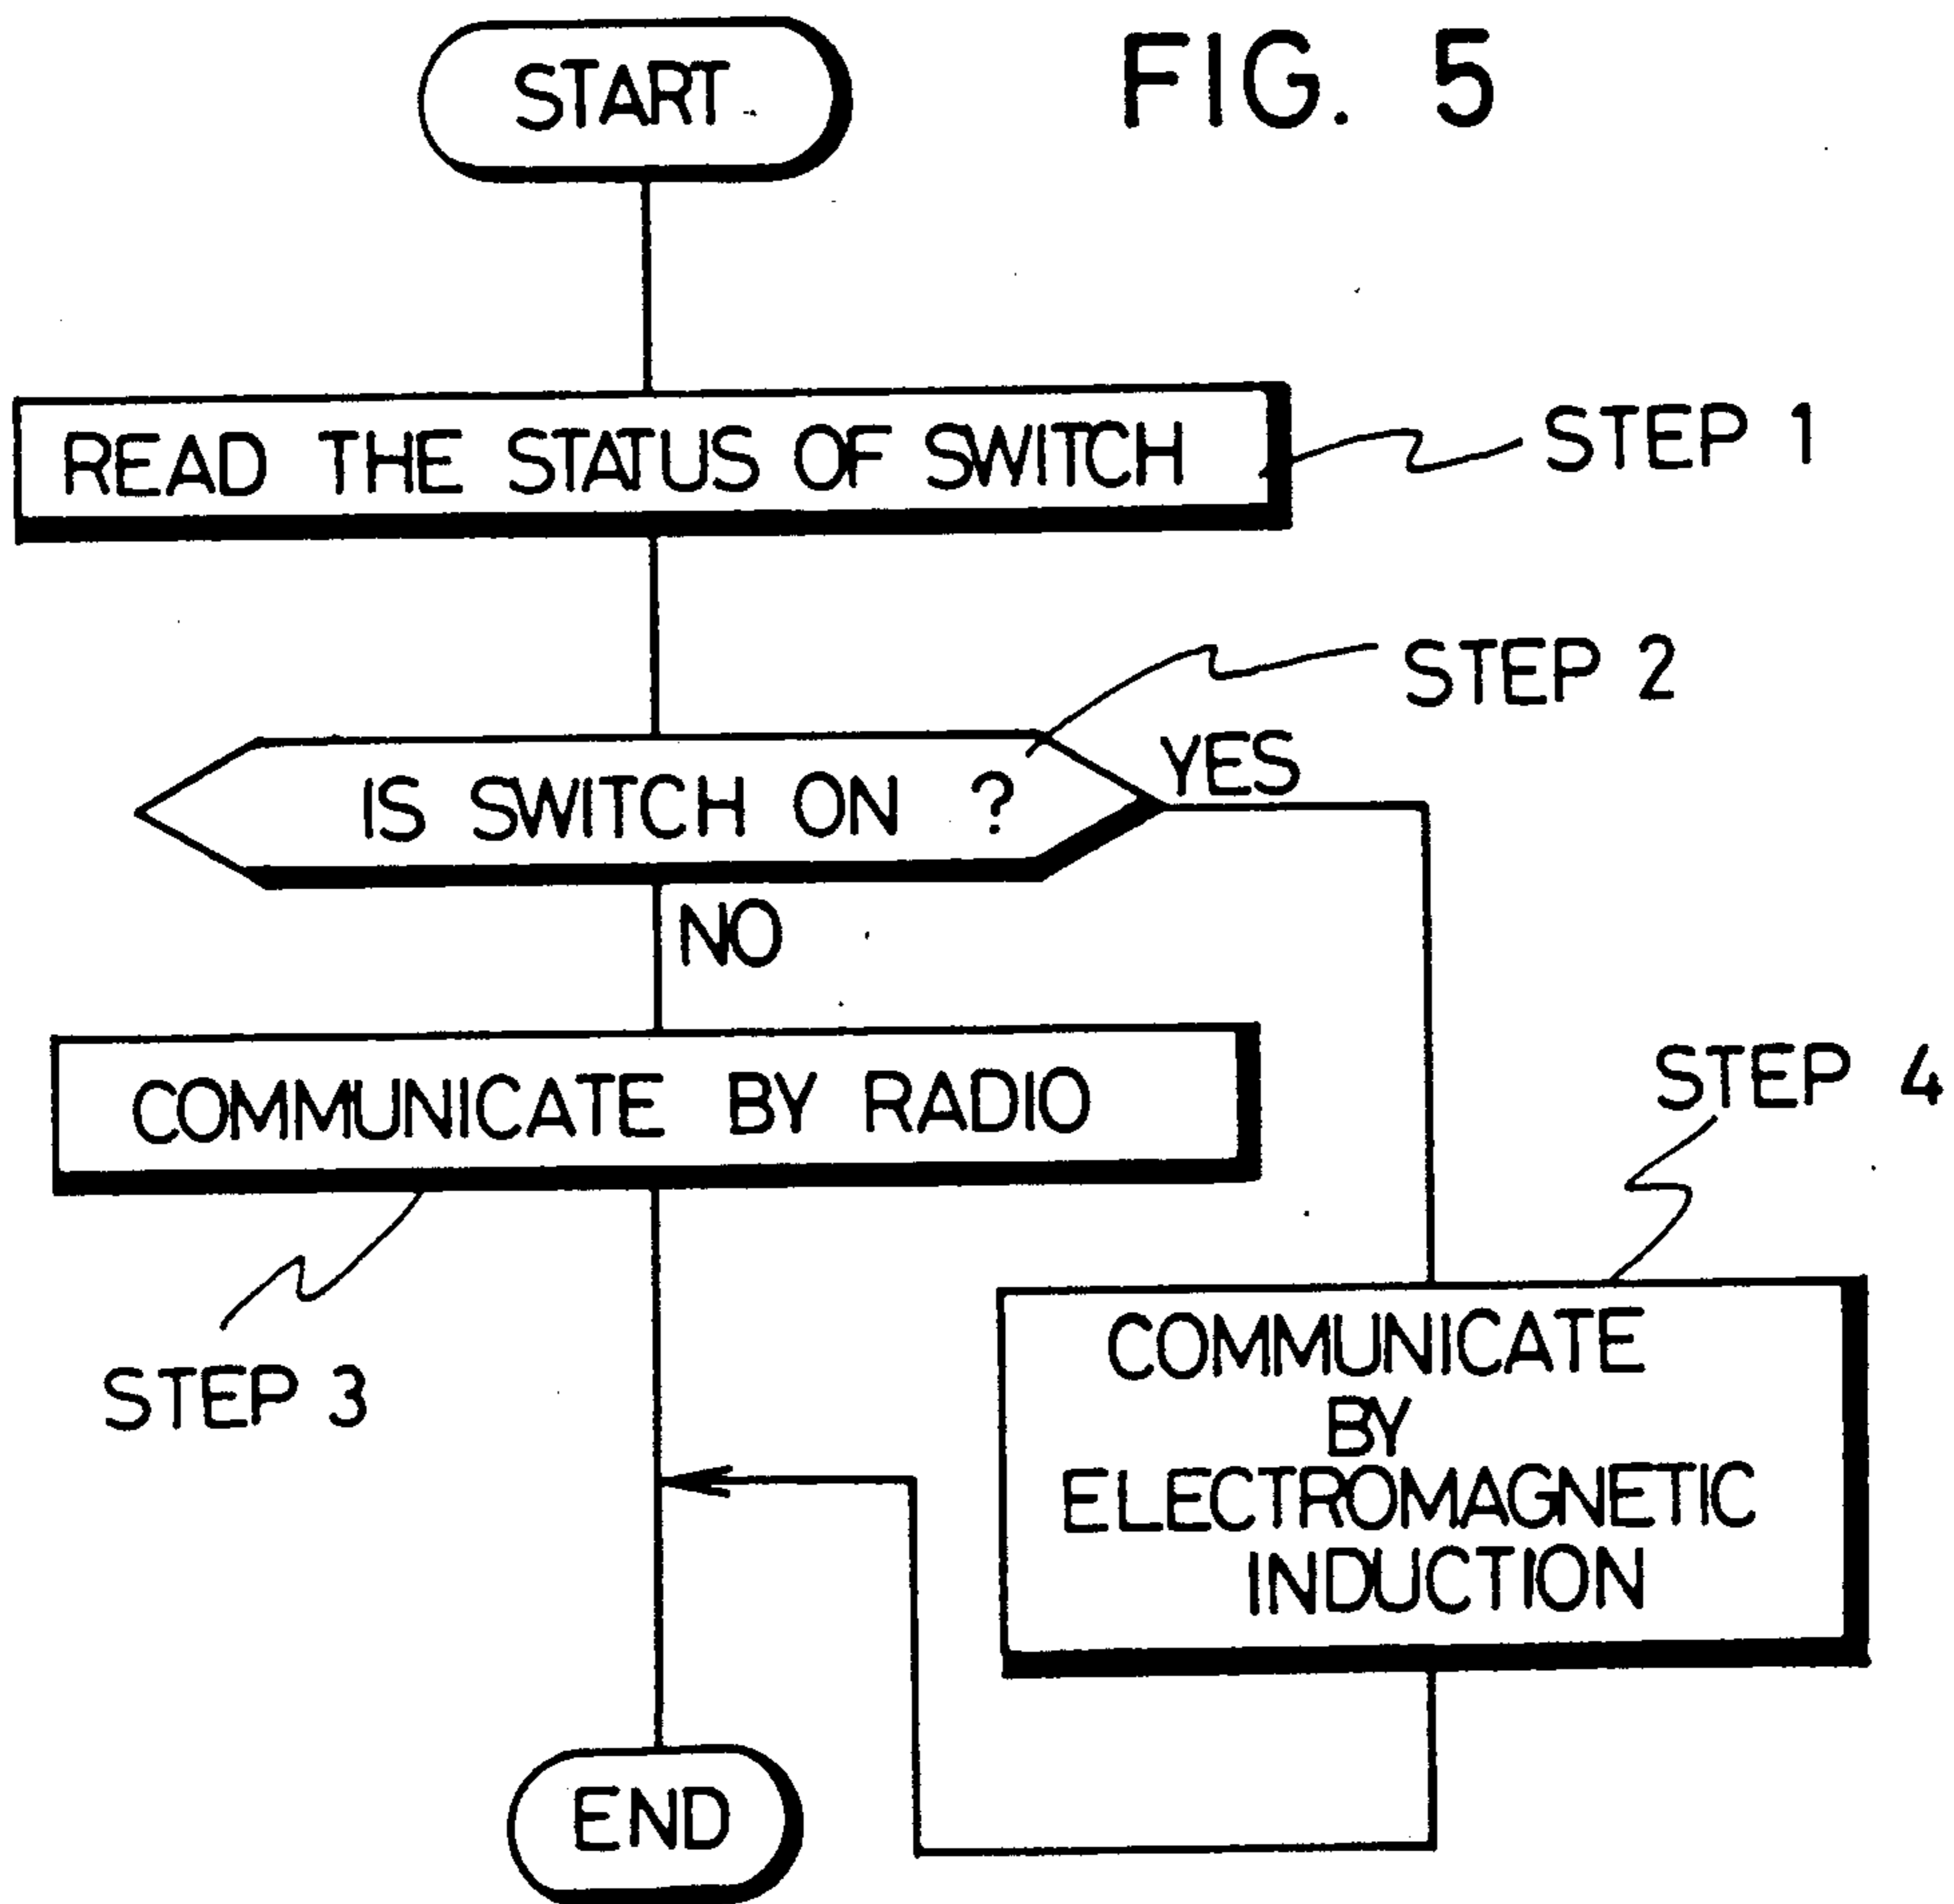 START
FIG. 5
READ THE STATUS OF SWITCH
STEP 1
STEP 2
IS SWITCH ON ?
YES
NO
COMMUNICATE BY RADIO
STEP 4
STEP 3
COMMUNICATE
BY
ELECTROMAGNETIC
INDUCTION
END